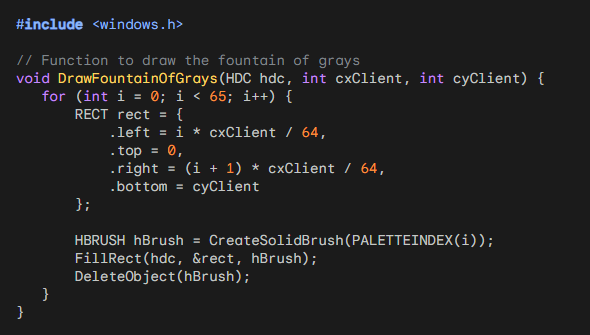 #include <windows.h>

// Function to draw the fountain of grays
void DrawFountainOfGrays(HDC hdc, int cxClient, int cyClient) {
   for (int i = 0; i < 65; i++) {
       RECT rect = {
           .left = i * cxClient / 64,
           .top = 0,
           .right = (i + 1) * cxClient / 64,
           .bottom = cyClient
       };

       HBRUSH hBrush = CreateSolidBrush(PALETTEINDEX(i));
       FillRect(hdc, &rect, hBrush);
       DeleteObject(hBrush);
   }
}